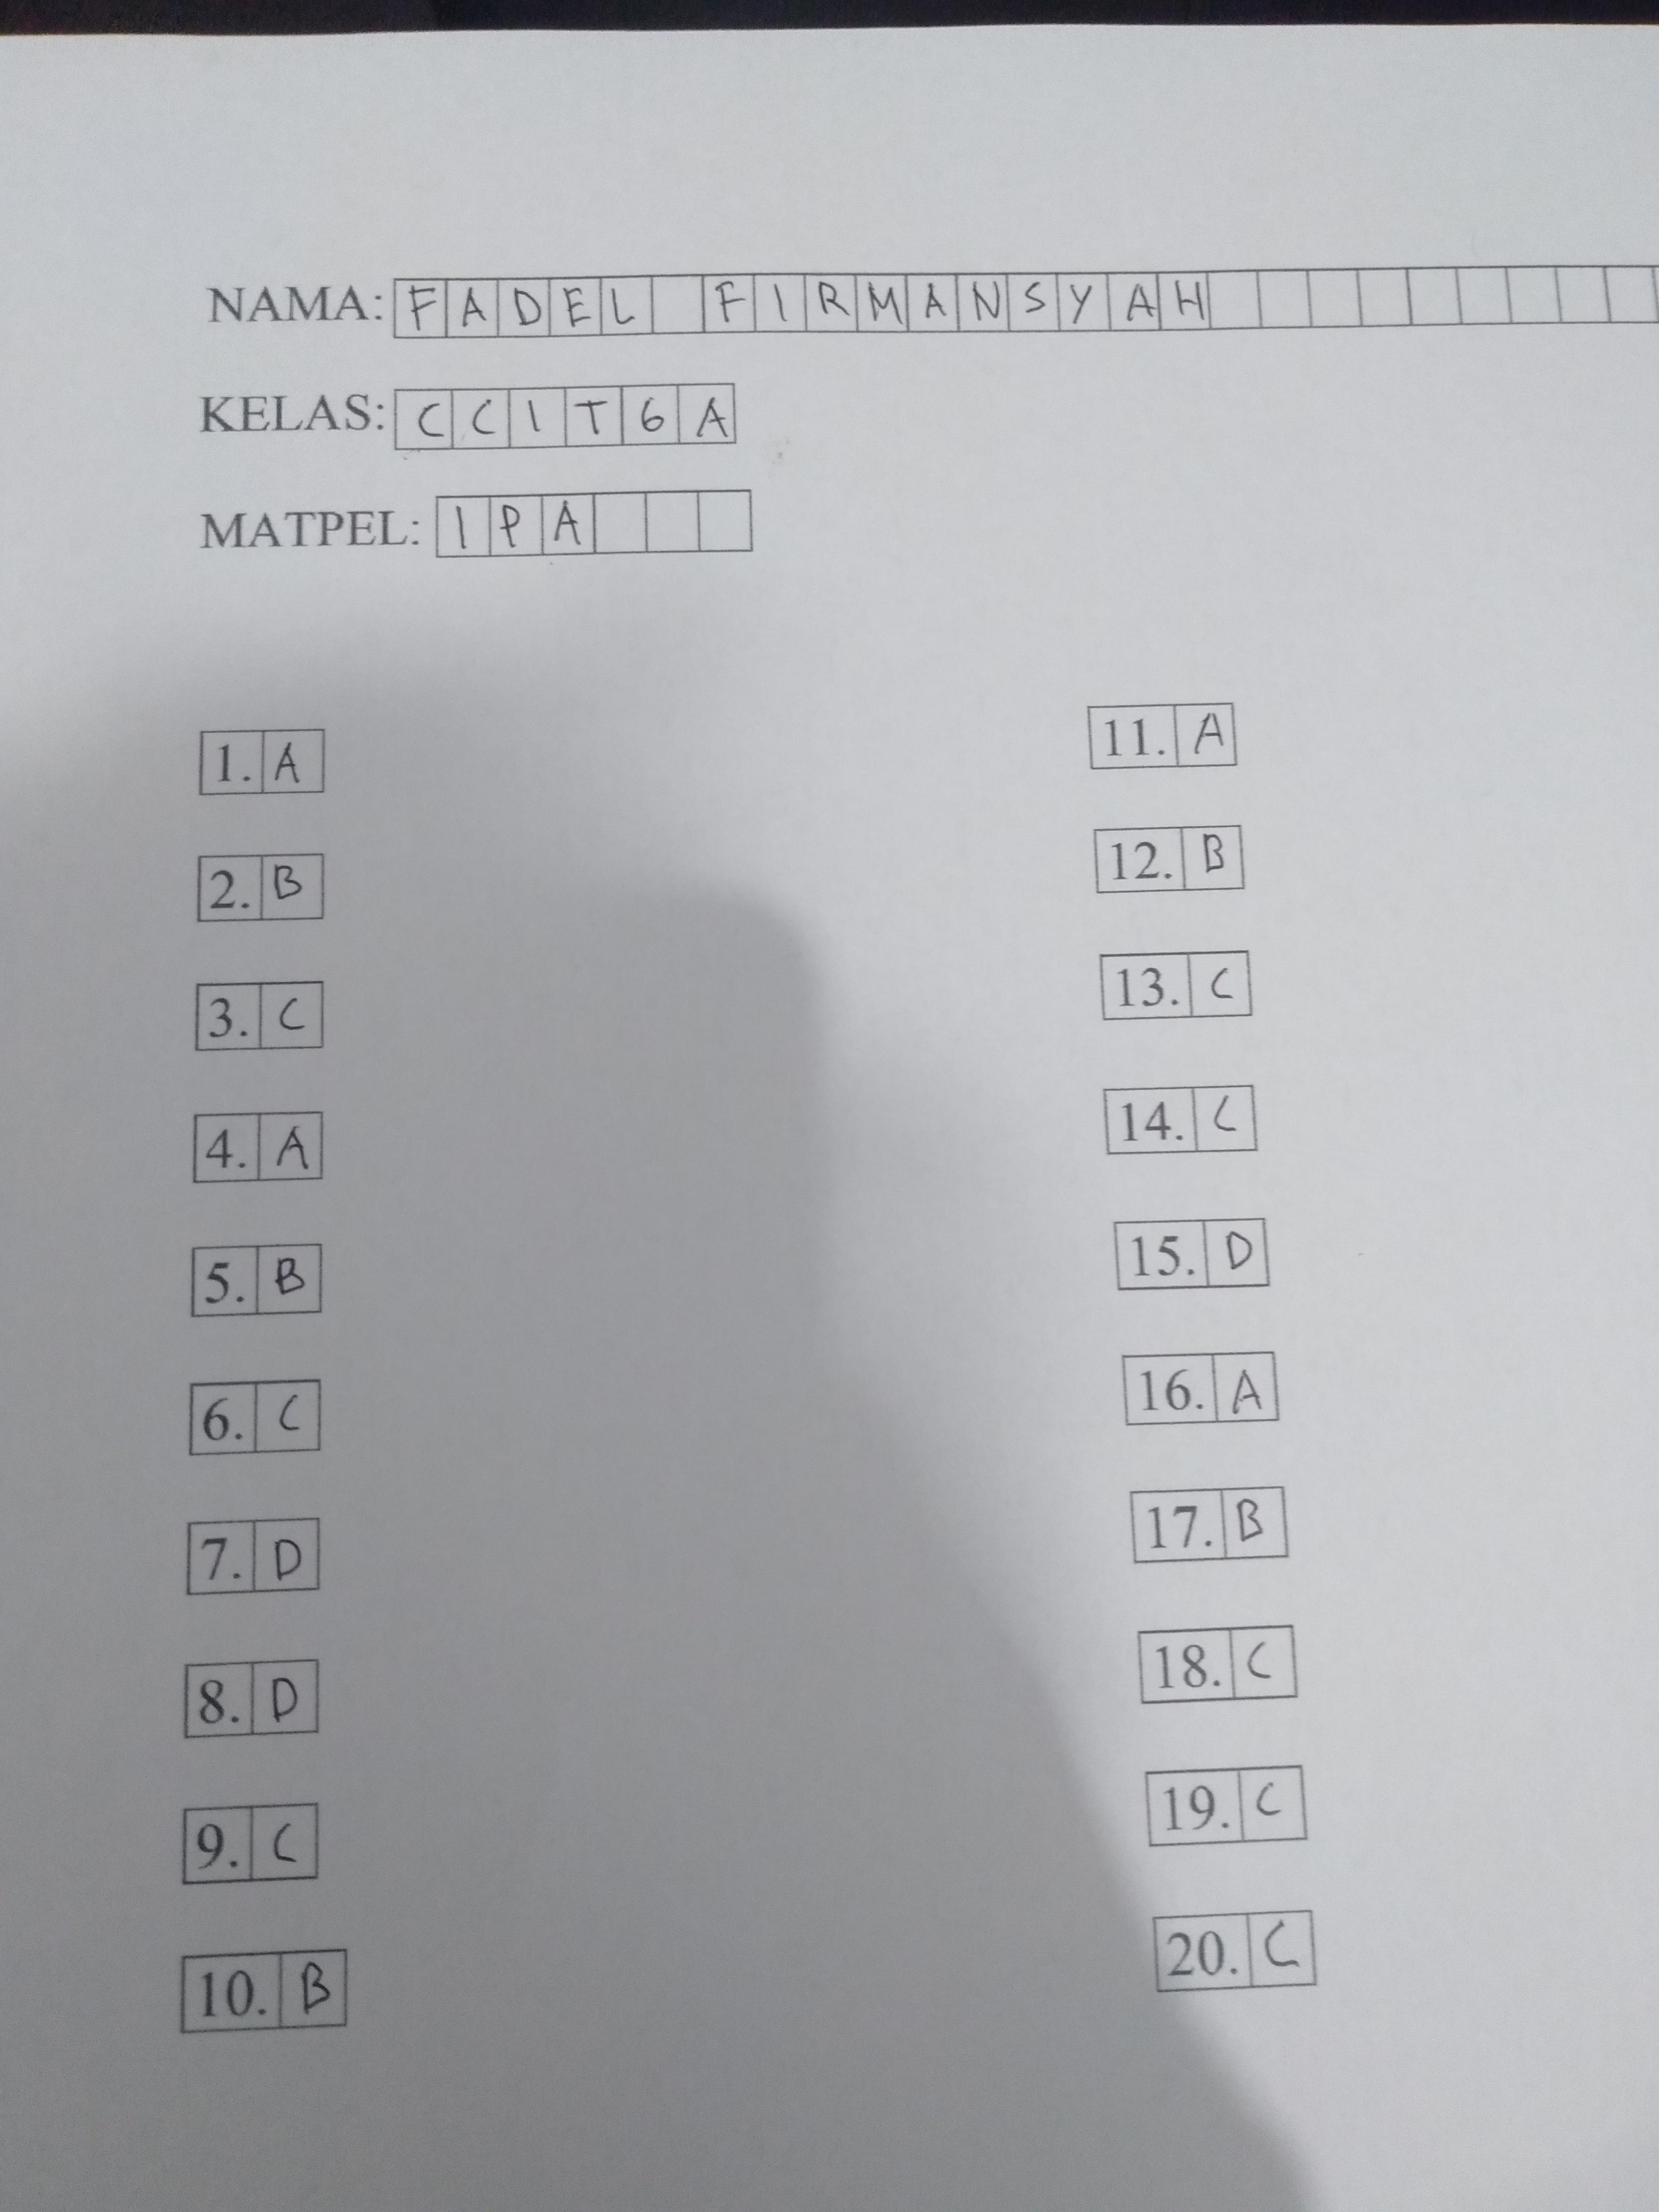 NAMA: FADEL FIRMANSYAH
KELAS: CCIT6A
MATPEL: IPA
1. A
2. B
3. C
4. A
5. B
6. C
7. D
8. D
9. C
10. B
11. A
12. B
13. C
14. C
15. D
16. A
17. B
18. C
19. C
20. C